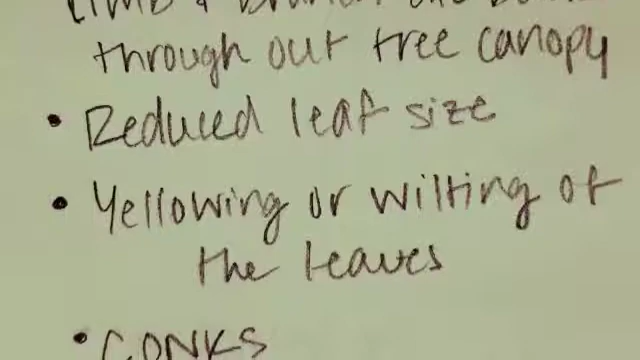 through out tree canopy
• Reduced leaf size
• Yellowing or wilting of
the leaves
• CONKS